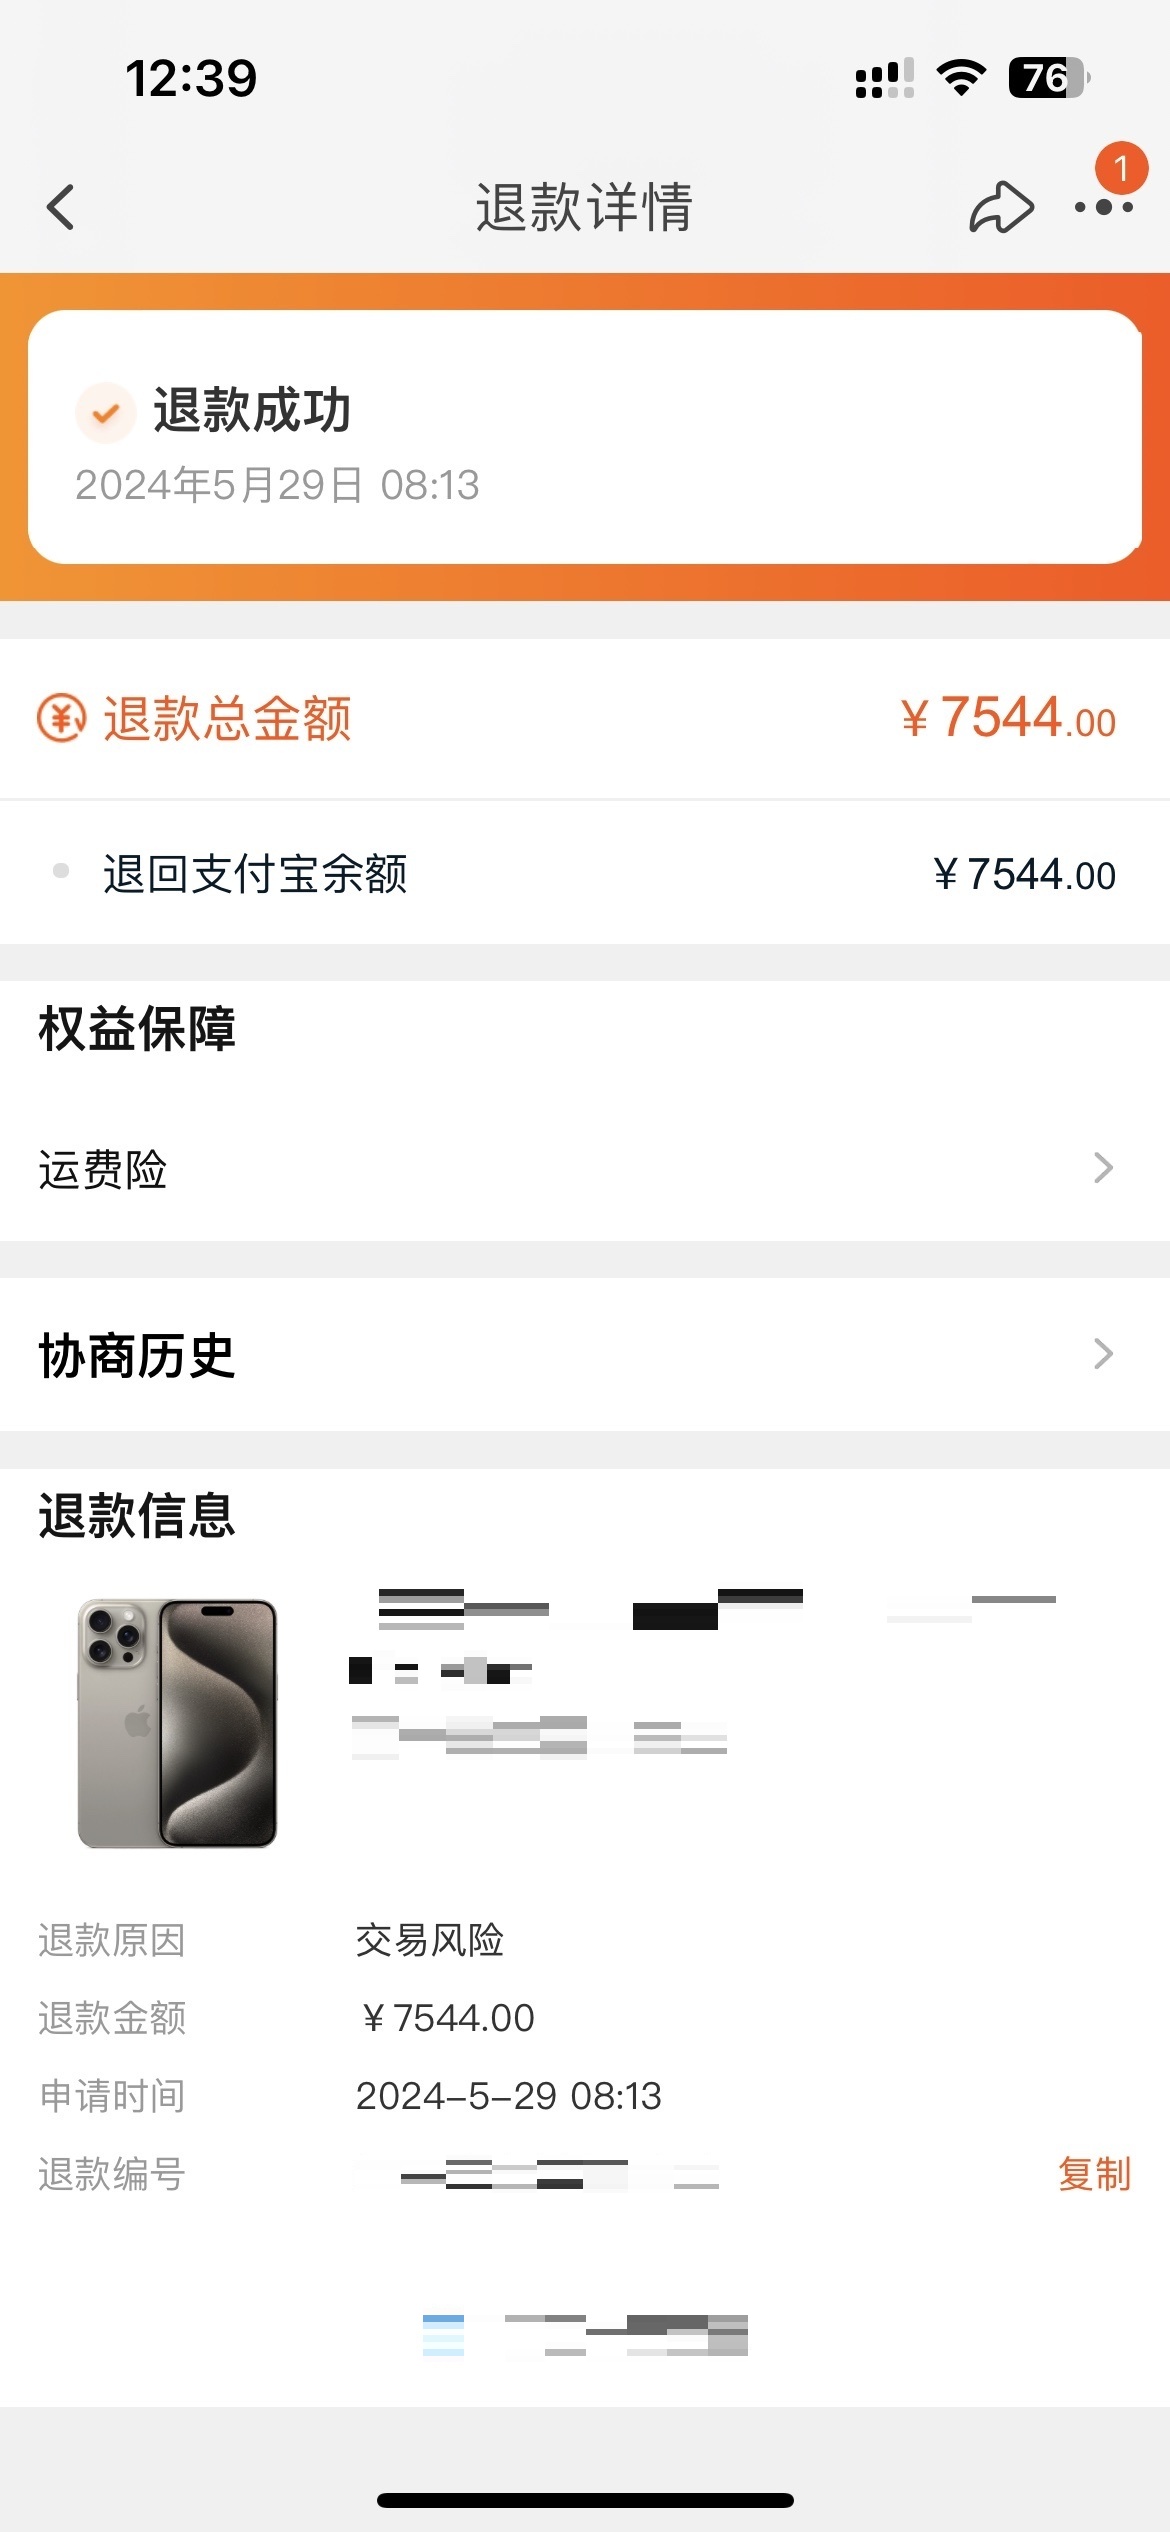 12:39
76
退款详情
1
退款成功
2024年5月29日 08:13
退款总金额 ¥7544.00
退回支付宝余额 ¥7544.00
权益保障
运费险
协商历史
退款信息
退款原因 交易风险
退款金额 ¥7544.00
申请时间 2024-5-29 08:13
退款编号 复制